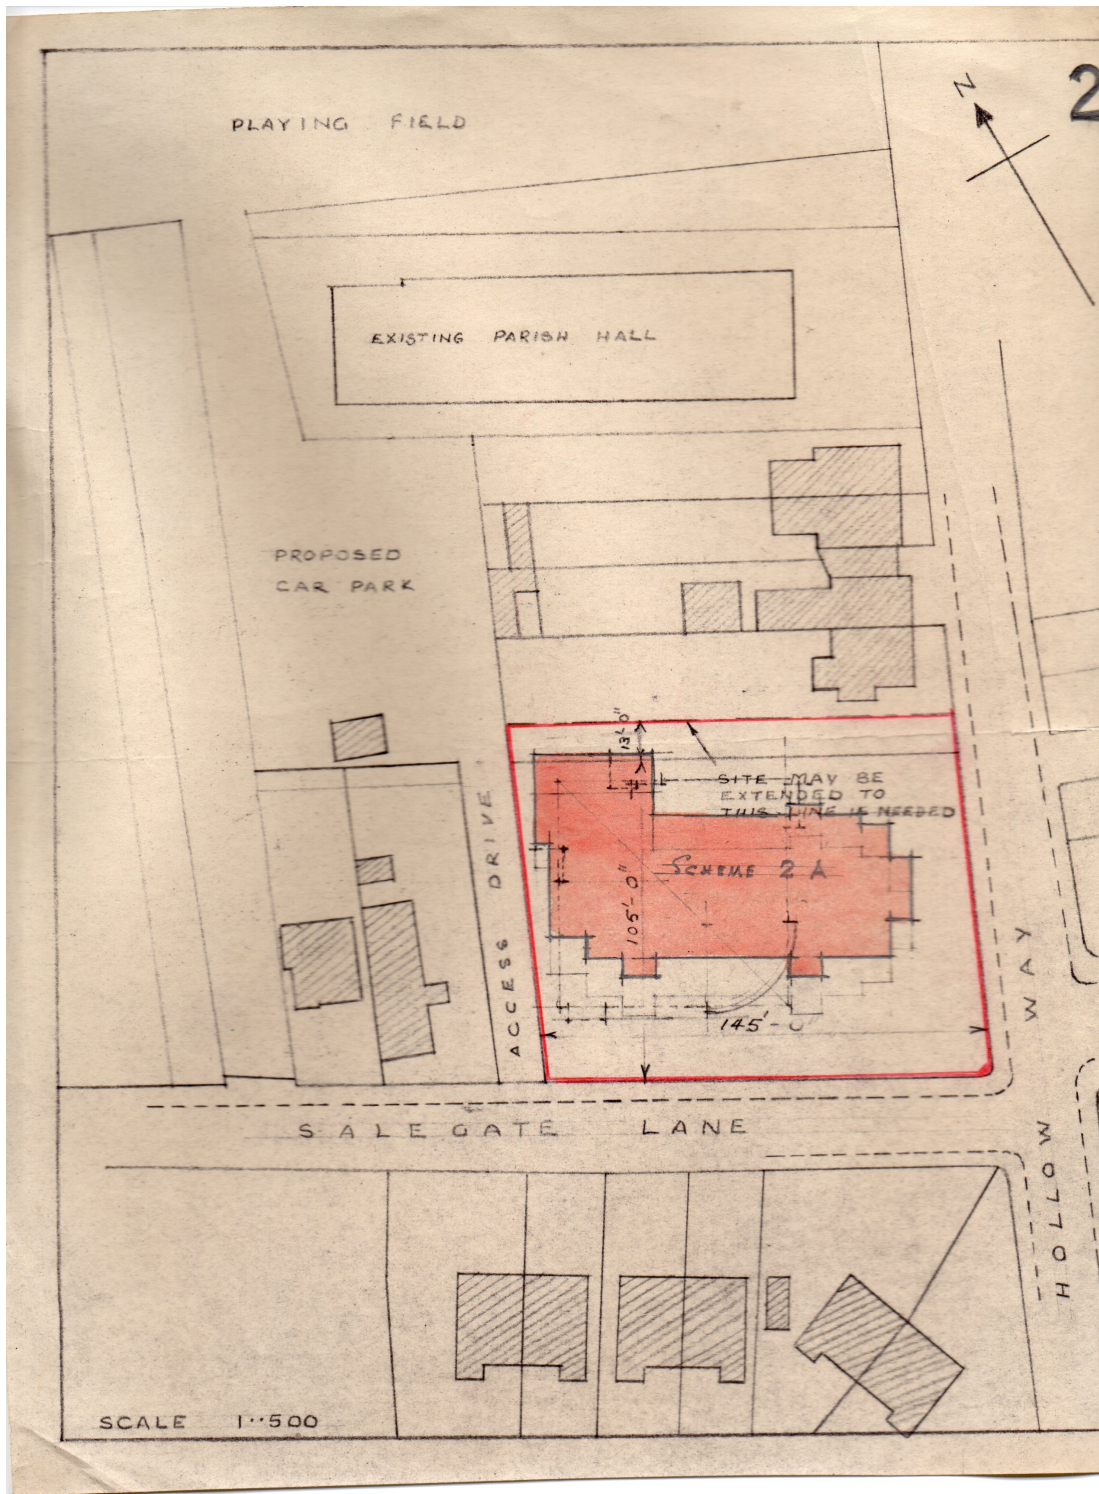 2
N
PLAYING FIELD
EXISTING PARISH HALL
PROPOSED
CAR PARK
13'-0"
SITE MAY BE
EXTENDED TO
THIS LINE IF NEEDED
SCHEME 2A
105'-0"
145'-0"
ACCESS DRIVE
SALEGATE LANE
HOLLOW WAY
SCALE 1:500